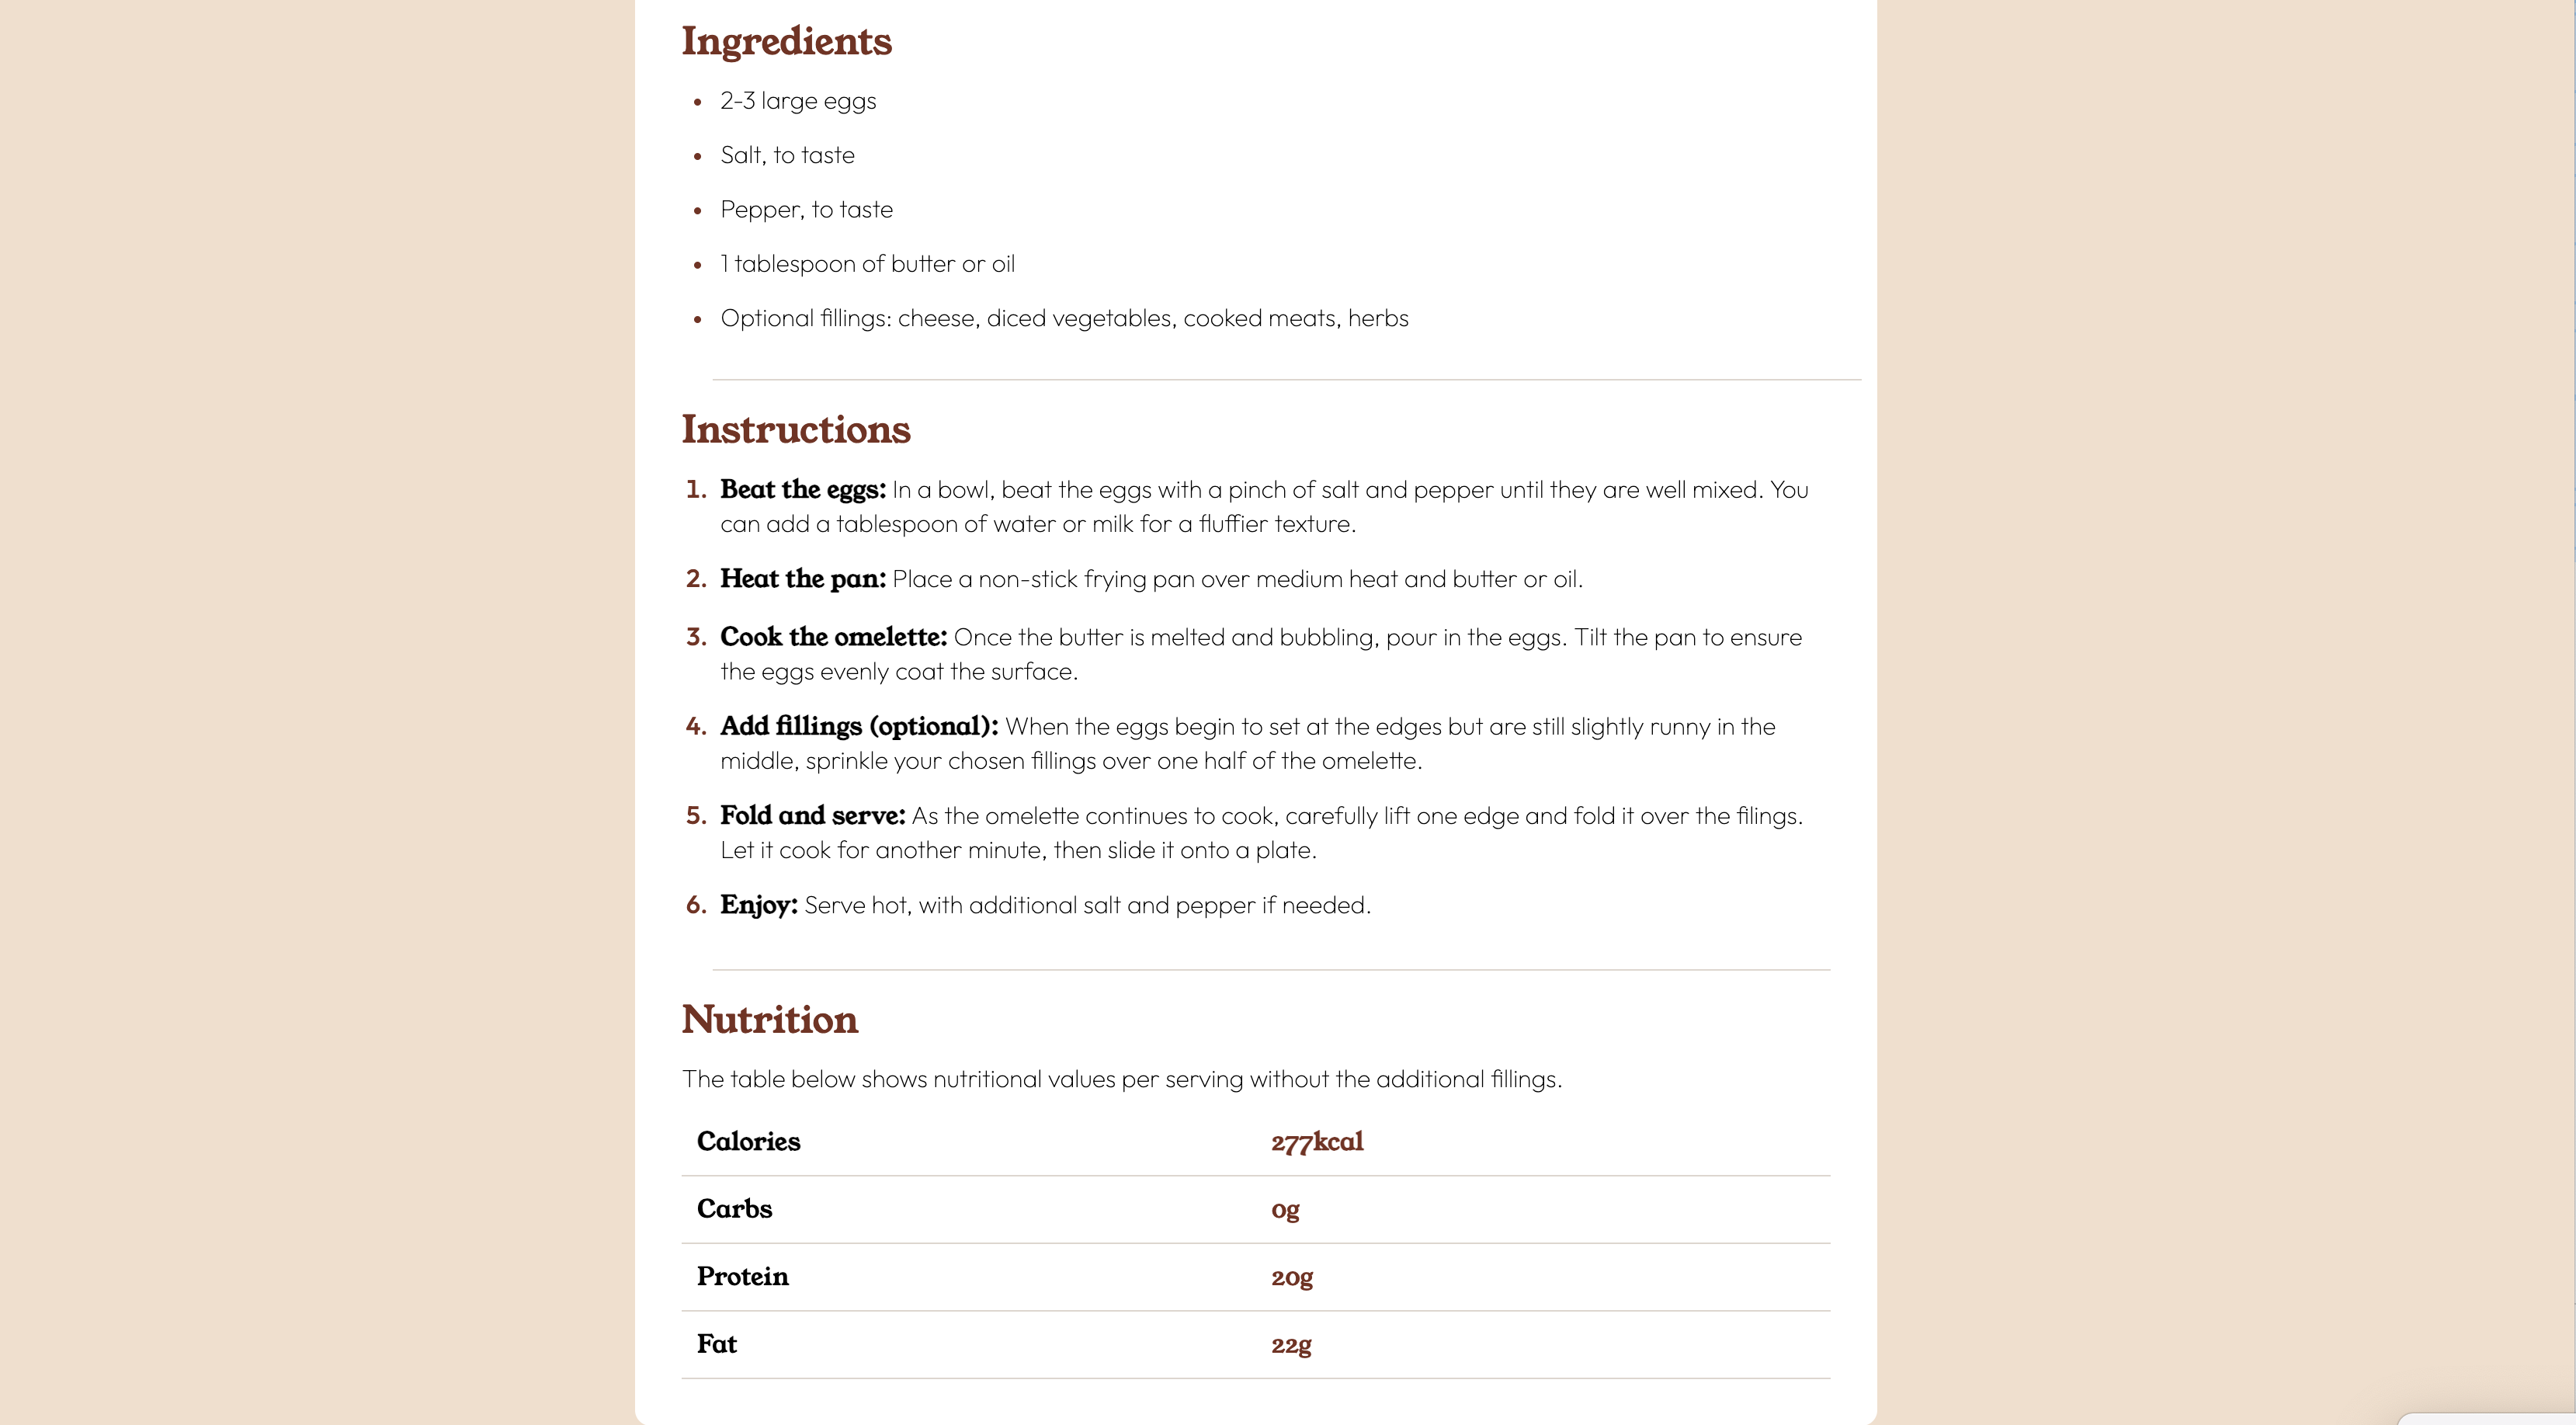 Ingredients
2-3 large eggs
Salt, to taste
Pepper, to taste
1 tablespoon of butter or oil
Optional fillings: cheese, diced vegetables, cooked meats, herbs
Instructions
1. Beat the eggs: In a bowl, beat the eggs with a pinch of salt and pepper until they are well mixed. You
can add a tablespoon of water or milk for a fluffier texture.
2. Heat the pan: Place a non-stick frying pan over medium heat and butter or oil.
3. Cook the omelette: Once the butter is melted and bubbling, pour in the eggs. Tilt the pan to ensure
the eggs evenly coat the surface.
4. Add fillings (optional): When the eggs begin to set at the edges but are still slightly runny in the
middle, sprinkle your chosen fillings over one half of the omelette.
5. Fold and serve: As the omelette continues to cook, carefully lift one edge and fold it over the filings.
Let it cook for another minute, then slide it onto a plate.
6. Enjoy: Serve hot, with additional salt and pepper if needed.
Nutrition
The table below shows nutritional values per serving without the additional fillings.
Calories 277kcal
Carbs 0g
Protein 20g
Fat 22g